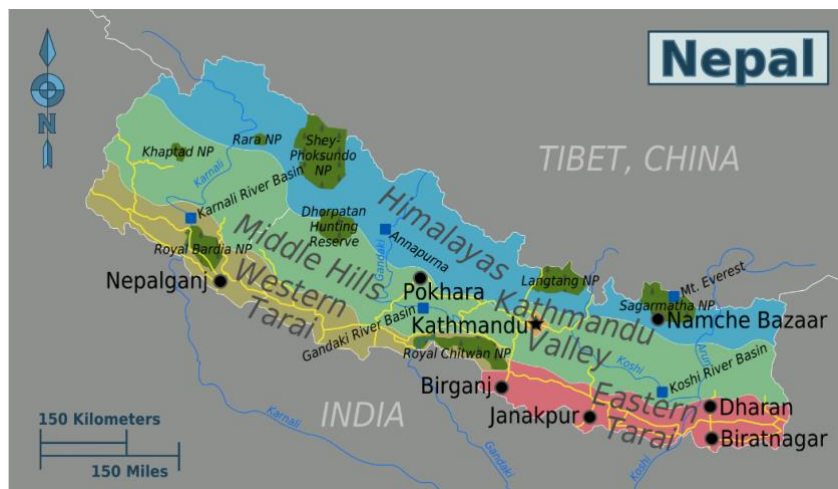 Nepal
N
TIBET, CHINA
Rara NP
Shey-
Phoksundo
NP
Khaptad NP
Karnali
Karnali River Basin
Himalayas
Dhorpatan
Hunting
Reserve
Gandaki
Annapurna
Middle Hills
Royal Bardia NP
Nepalganj
Western
Tarai
Pokhara
Langtang NP
Mt. Everest
Sagarmatha NP
Namche Bazaar
Gandaki River Basin
Kathmandu
Kathmandu
Valley
Royal Chitwan NP
Koshi
Arun
Koshi River Basin
Birganj
INDIA
Eastern
Tarai
Janakpur
Dharan
Biratnagar
150 Kilometers
150 Miles
Karnali
Gandaki
Koshi